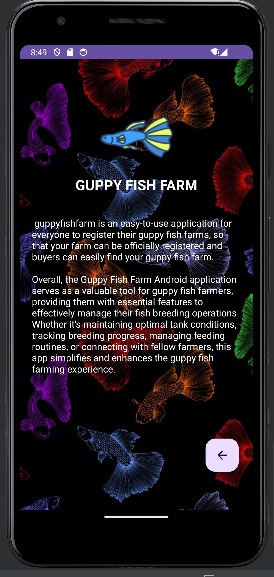 8:49
GUPPY FISH FARM
guppyfishfarm is an easy-to-use application for
everyone to register their guppy fish farms, so
that your farm can be officially registered and
buyers can easily find your guppy fish farm.
Overall, the Guppy Fish Farm Android application
serves as a valuable tool for guppy fish farmers,
providing them with essential features to
effectively manage their fish breeding operations.
Whether it's maintaining optimal tank conditions,
tracking breeding progress, managing feeding
routines, or connecting with fellow farmers, this
app simplifies and enhances the guppy fish
farming experience.